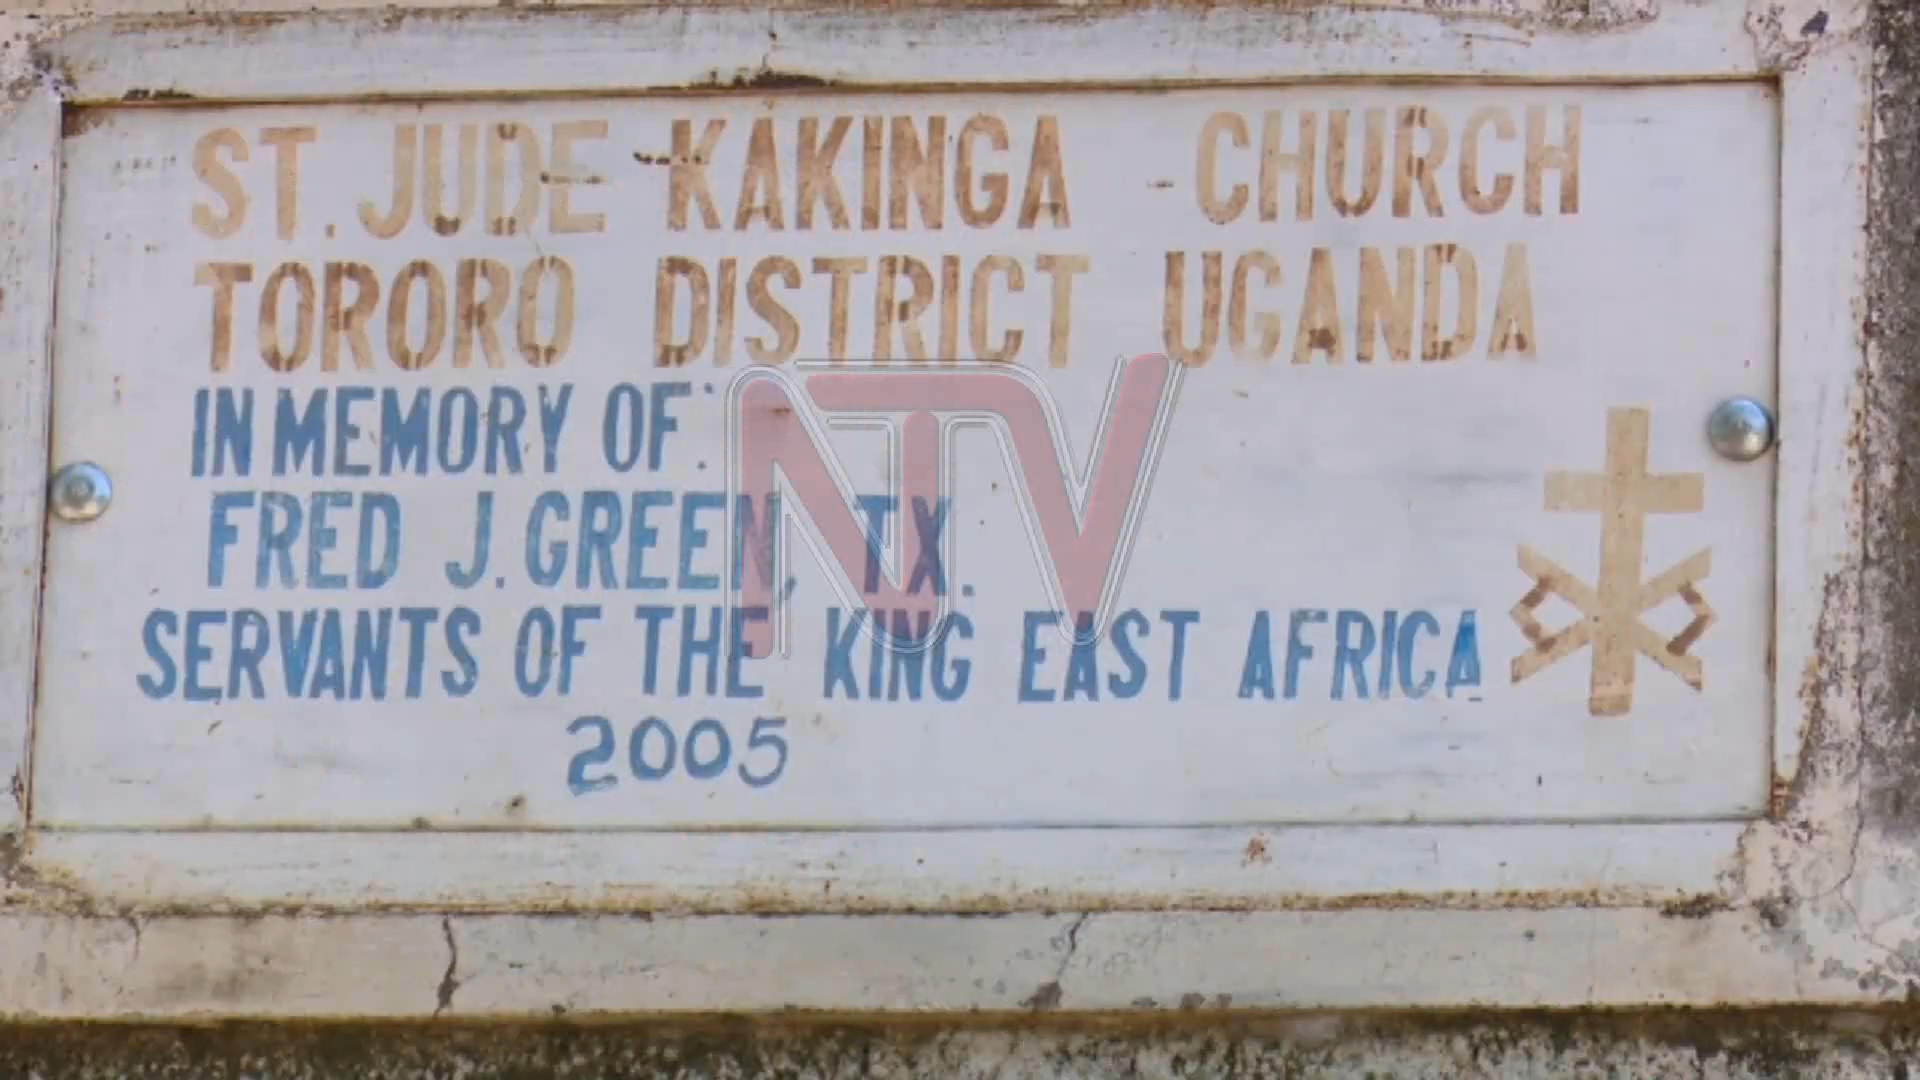 ST. JUDE - KAKINGA - CHURCH
TORORO DISTRICT UGANDA
IN MEMORY OF:
FRED J. GREEN, TX.
SERVANTS OF THE KING EAST AFRICA
2005
NTV